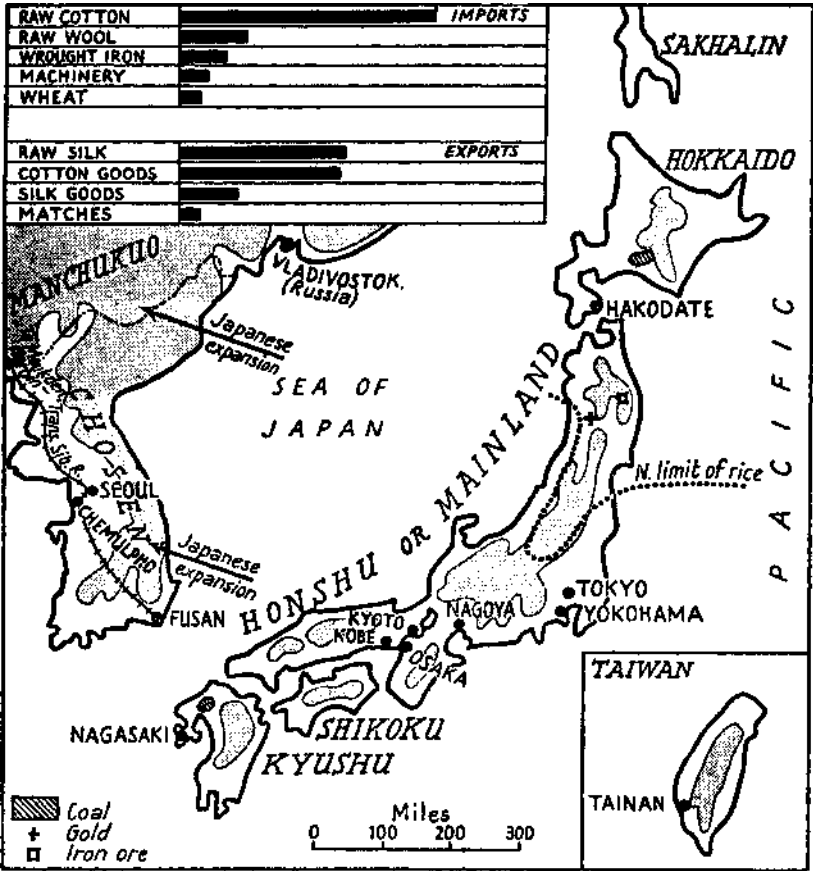 RAW COTTON IMPORTS
RAW WOOL
WROUGHT IRON
MACHINERY
WHEAT
RAW SILK EXPORTS
COTTON GOODS
SILK GOODS
MATCHES
SAKHALIN
HOKKAIDO
MANCHUKUO
VLADIVOSTOK.
(Russia)
HAKODATE
Japanese
expansion
SEA OF
JAPAN
PACIFIC
CHOSEN
Trans. Sib. R.
N. limit of rice
SEOUL
CHEMULPHO
Japanese
expansion
HONSHU OR MAINLAND
FUSAN
TOKYO
YOKOHAMA
NAGOYA
KYOTO
KOBE
OSAKA
TAIWAN
SHIKOKU
NAGASAKI
KYUSHU
TAINAN
Coal
Gold
Iron ore
Miles
0 100 200 300